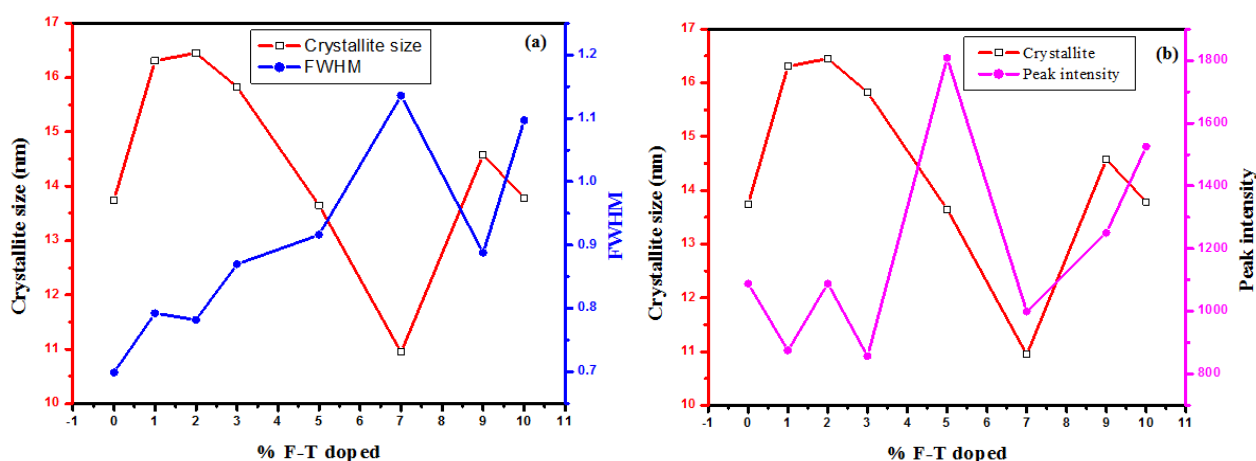 (a)
Crystallite size
FWHM
Crystallite size (nm)
17
16
15
14
13
12
11
10
1.2
1.1
1.0
0.9
0.8
0.7
FWHM
-1 0 1 2 3 4 5 6 7 8 9 10 11
% F-T doped
(b)
Crystallite
Peak intensity
Crystallite size (nm)
17
16
15
14
13
12
11
10
1800
1600
1400
1200
1000
800
Peak intensity
-1 0 1 2 3 4 5 6 7 8 9 10 11
% F-T doped